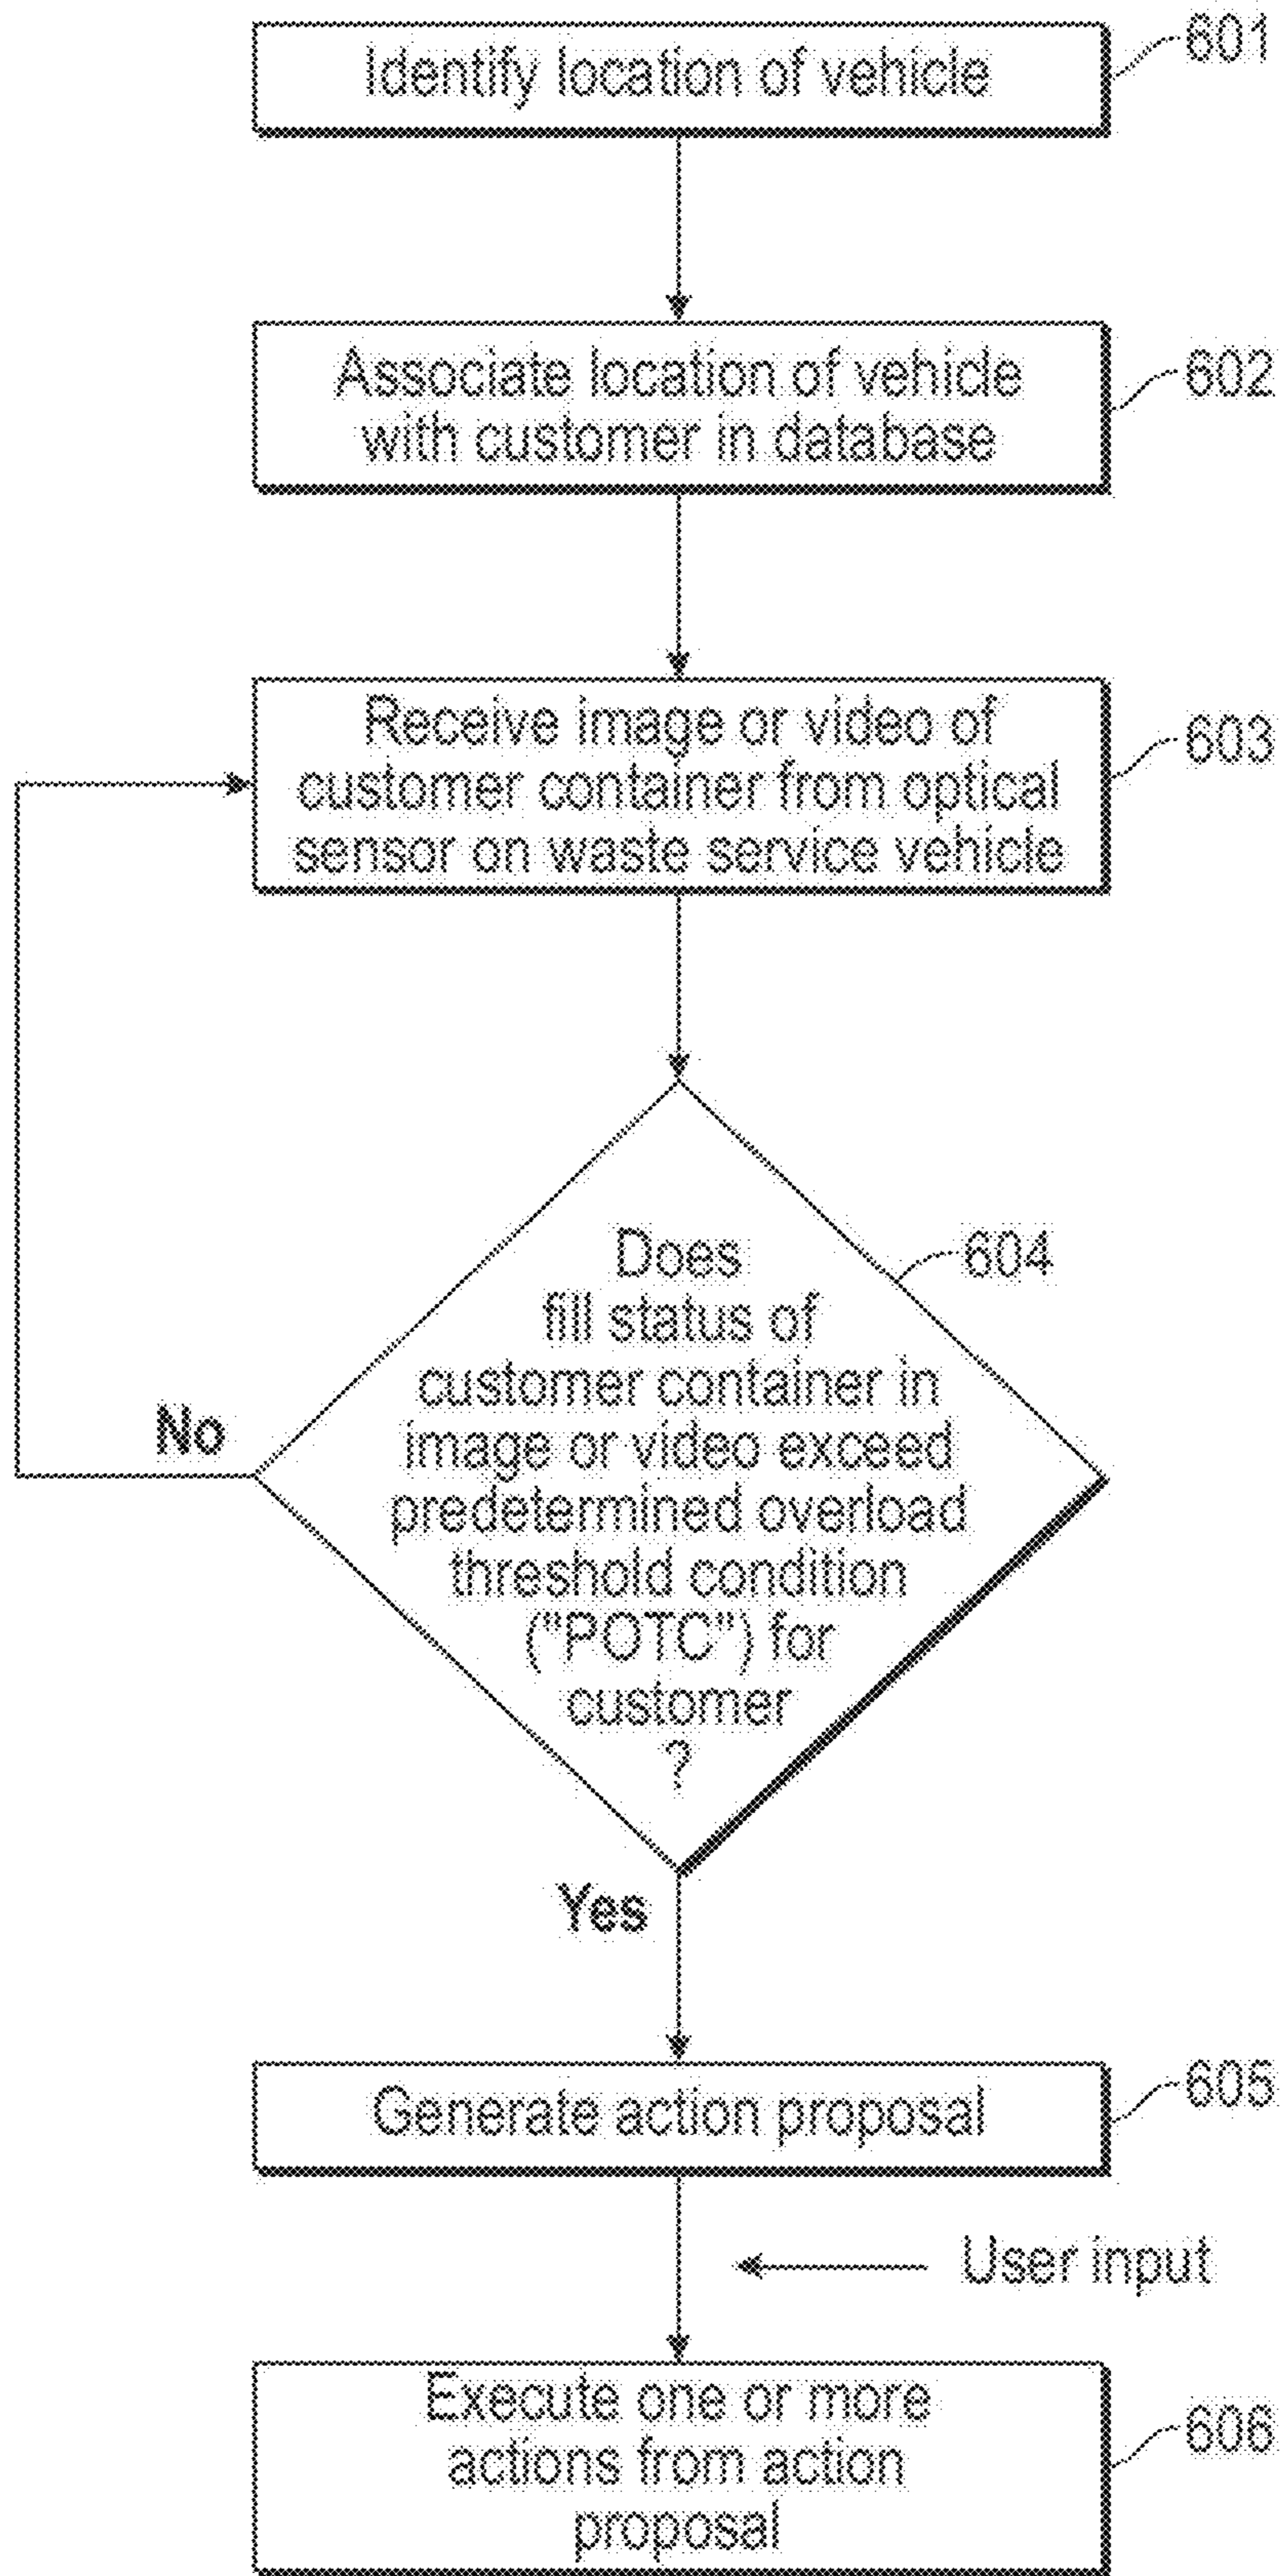 Identify location of vehicle
601
Associate location of vehicle
with customer in database
602
Receive image or video of
customer container from optical
sensor on waste service vehicle
603
Does
fill status of
customer container in
image or video exceed
predetermined overload
threshold condition
("POTC") for
customer
?
604
No
Yes
Generate action proposal
605
User input
Execute one or more
actions from action
proposal
606